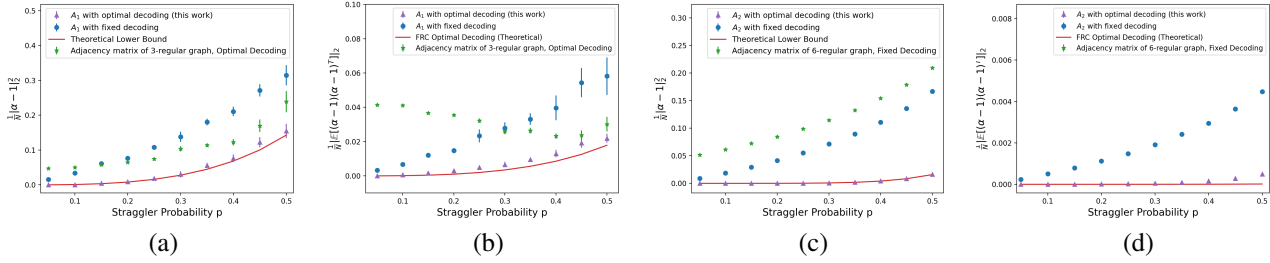 A₁ with optimal decoding (this work)
A₁ with fixed decoding
Theoretical Lower Bound
Adjacency matrix of 3-regular graph, Optimal Decoding
0.5
0.4
0.3
0.2
0.1
0.0
1/N |α − 1|₂²
0.1 0.2 0.3 0.4 0.5
Straggler Probability p
(a)
A₁ with optimal decoding (this work)
A₁ with fixed decoding
FRC Optimal Decoding (Theoretical)
Adjacency matrix of 3-regular graph, Optimal Decoding
0.10
0.08
0.06
0.04
0.02
0.00
1/N |𝔼[(α − 1)(α − 1)ᵀ]|₂
0.1 0.2 0.3 0.4 0.5
Straggler Probability p
(b)
A₂ with optimal decoding (this work)
A₂ with fixed decoding
Theoretical Lower Bound
Adjacency matrix of 6-regular graph, Fixed Decoding
0.30
0.25
0.20
0.15
0.10
0.05
0.00
1/N |α − 1|₂²
0.1 0.2 0.3 0.4 0.5
Straggler Probability p
(c)
A₂ with optimal decoding (this work)
A₂ with fixed decoding
FRC Optimal Decoding (Theoretical)
Adjacency matrix of 6-regular graph, Fixed Decoding
0.008
0.006
0.004
0.002
0.000
1/N |𝔼[(α − 1)(α − 1)ᵀ]|₂
0.1 0.2 0.3 0.4 0.5
Straggler Probability p
(d)